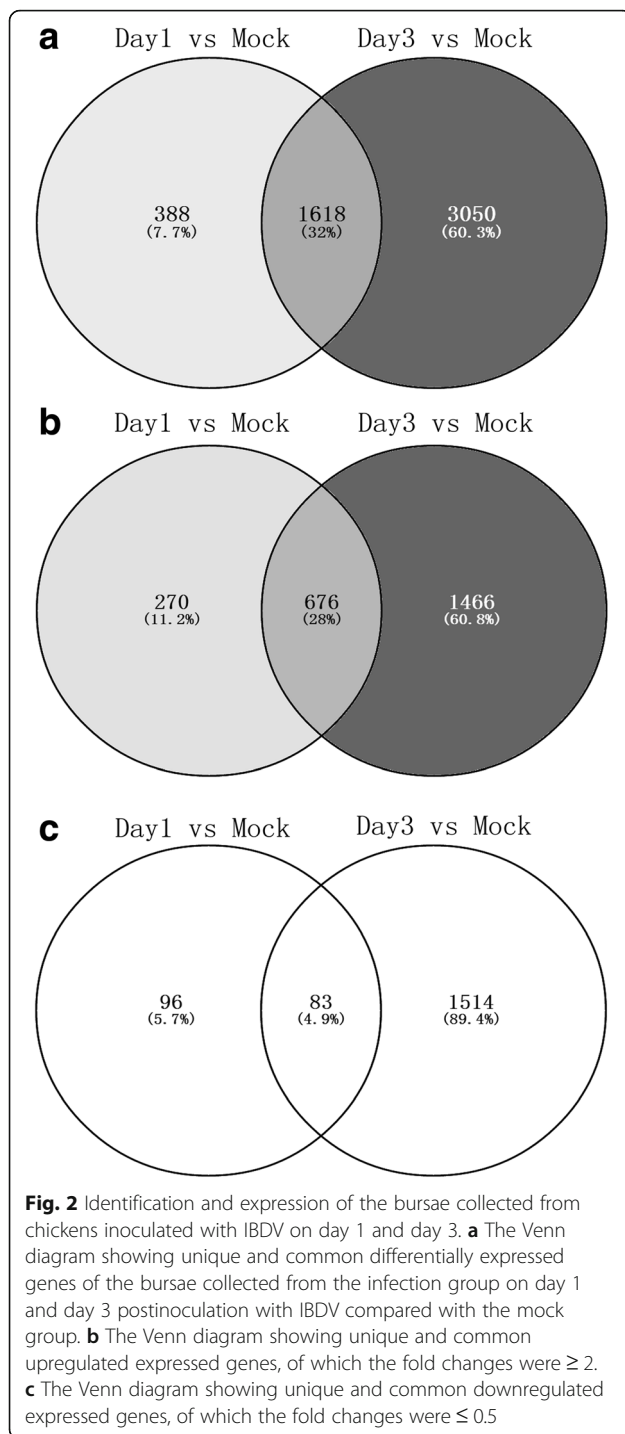 a
Day1 vs Mock Day3 vs Mock
388 1618 3050
(7.7%) (32%) (60.3%)
b
Day1 vs Mock Day3 vs Mock
270 676 1466
(11.2%) (28%) (60.8%)
c
Day1 vs Mock Day3 vs Mock
96 83 1514
(5.7%) (4.9%) (89.4%)
Fig. 2 Identification and expression of the bursae collected from
chickens inoculated with IBDV on day 1 and day 3. a The Venn
diagram showing unique and common differentially expressed
genes of the bursae collected from the infection group on day 1
and day 3 postinoculation with IBDV compared with the mock
group. b The Venn diagram showing unique and common
upregulated expressed genes, of which the fold changes were ≥ 2.
c The Venn diagram showing unique and common downregulated
expressed genes, of which the fold changes were ≤ 0.5